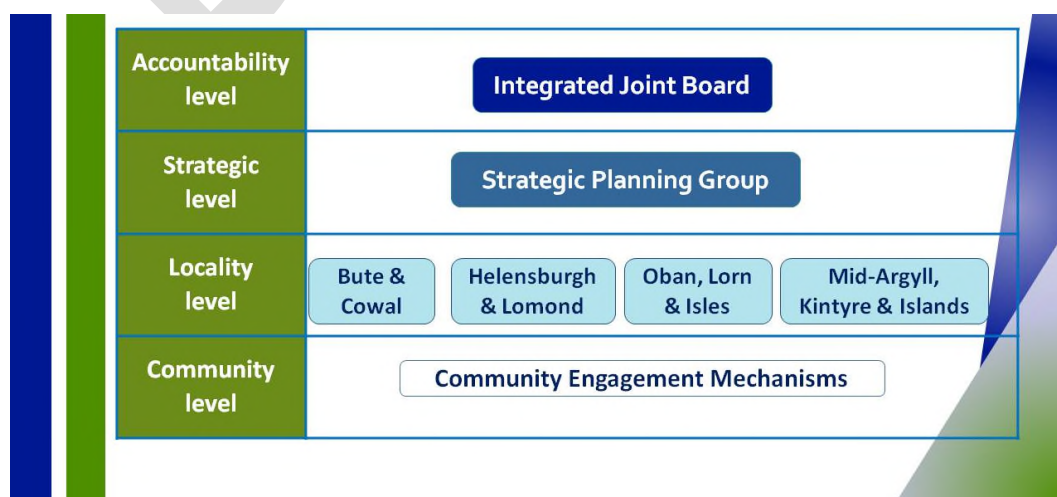 Accountability
level
Integrated Joint Board
Strategic
level
Strategic Planning Group
Locality
level
Bute &
Cowal
Helensburgh
& Lomond
Oban, Lorn
& Isles
Mid-Argyll,
Kintyre & Islands
Community
level
Community Engagement Mechanisms